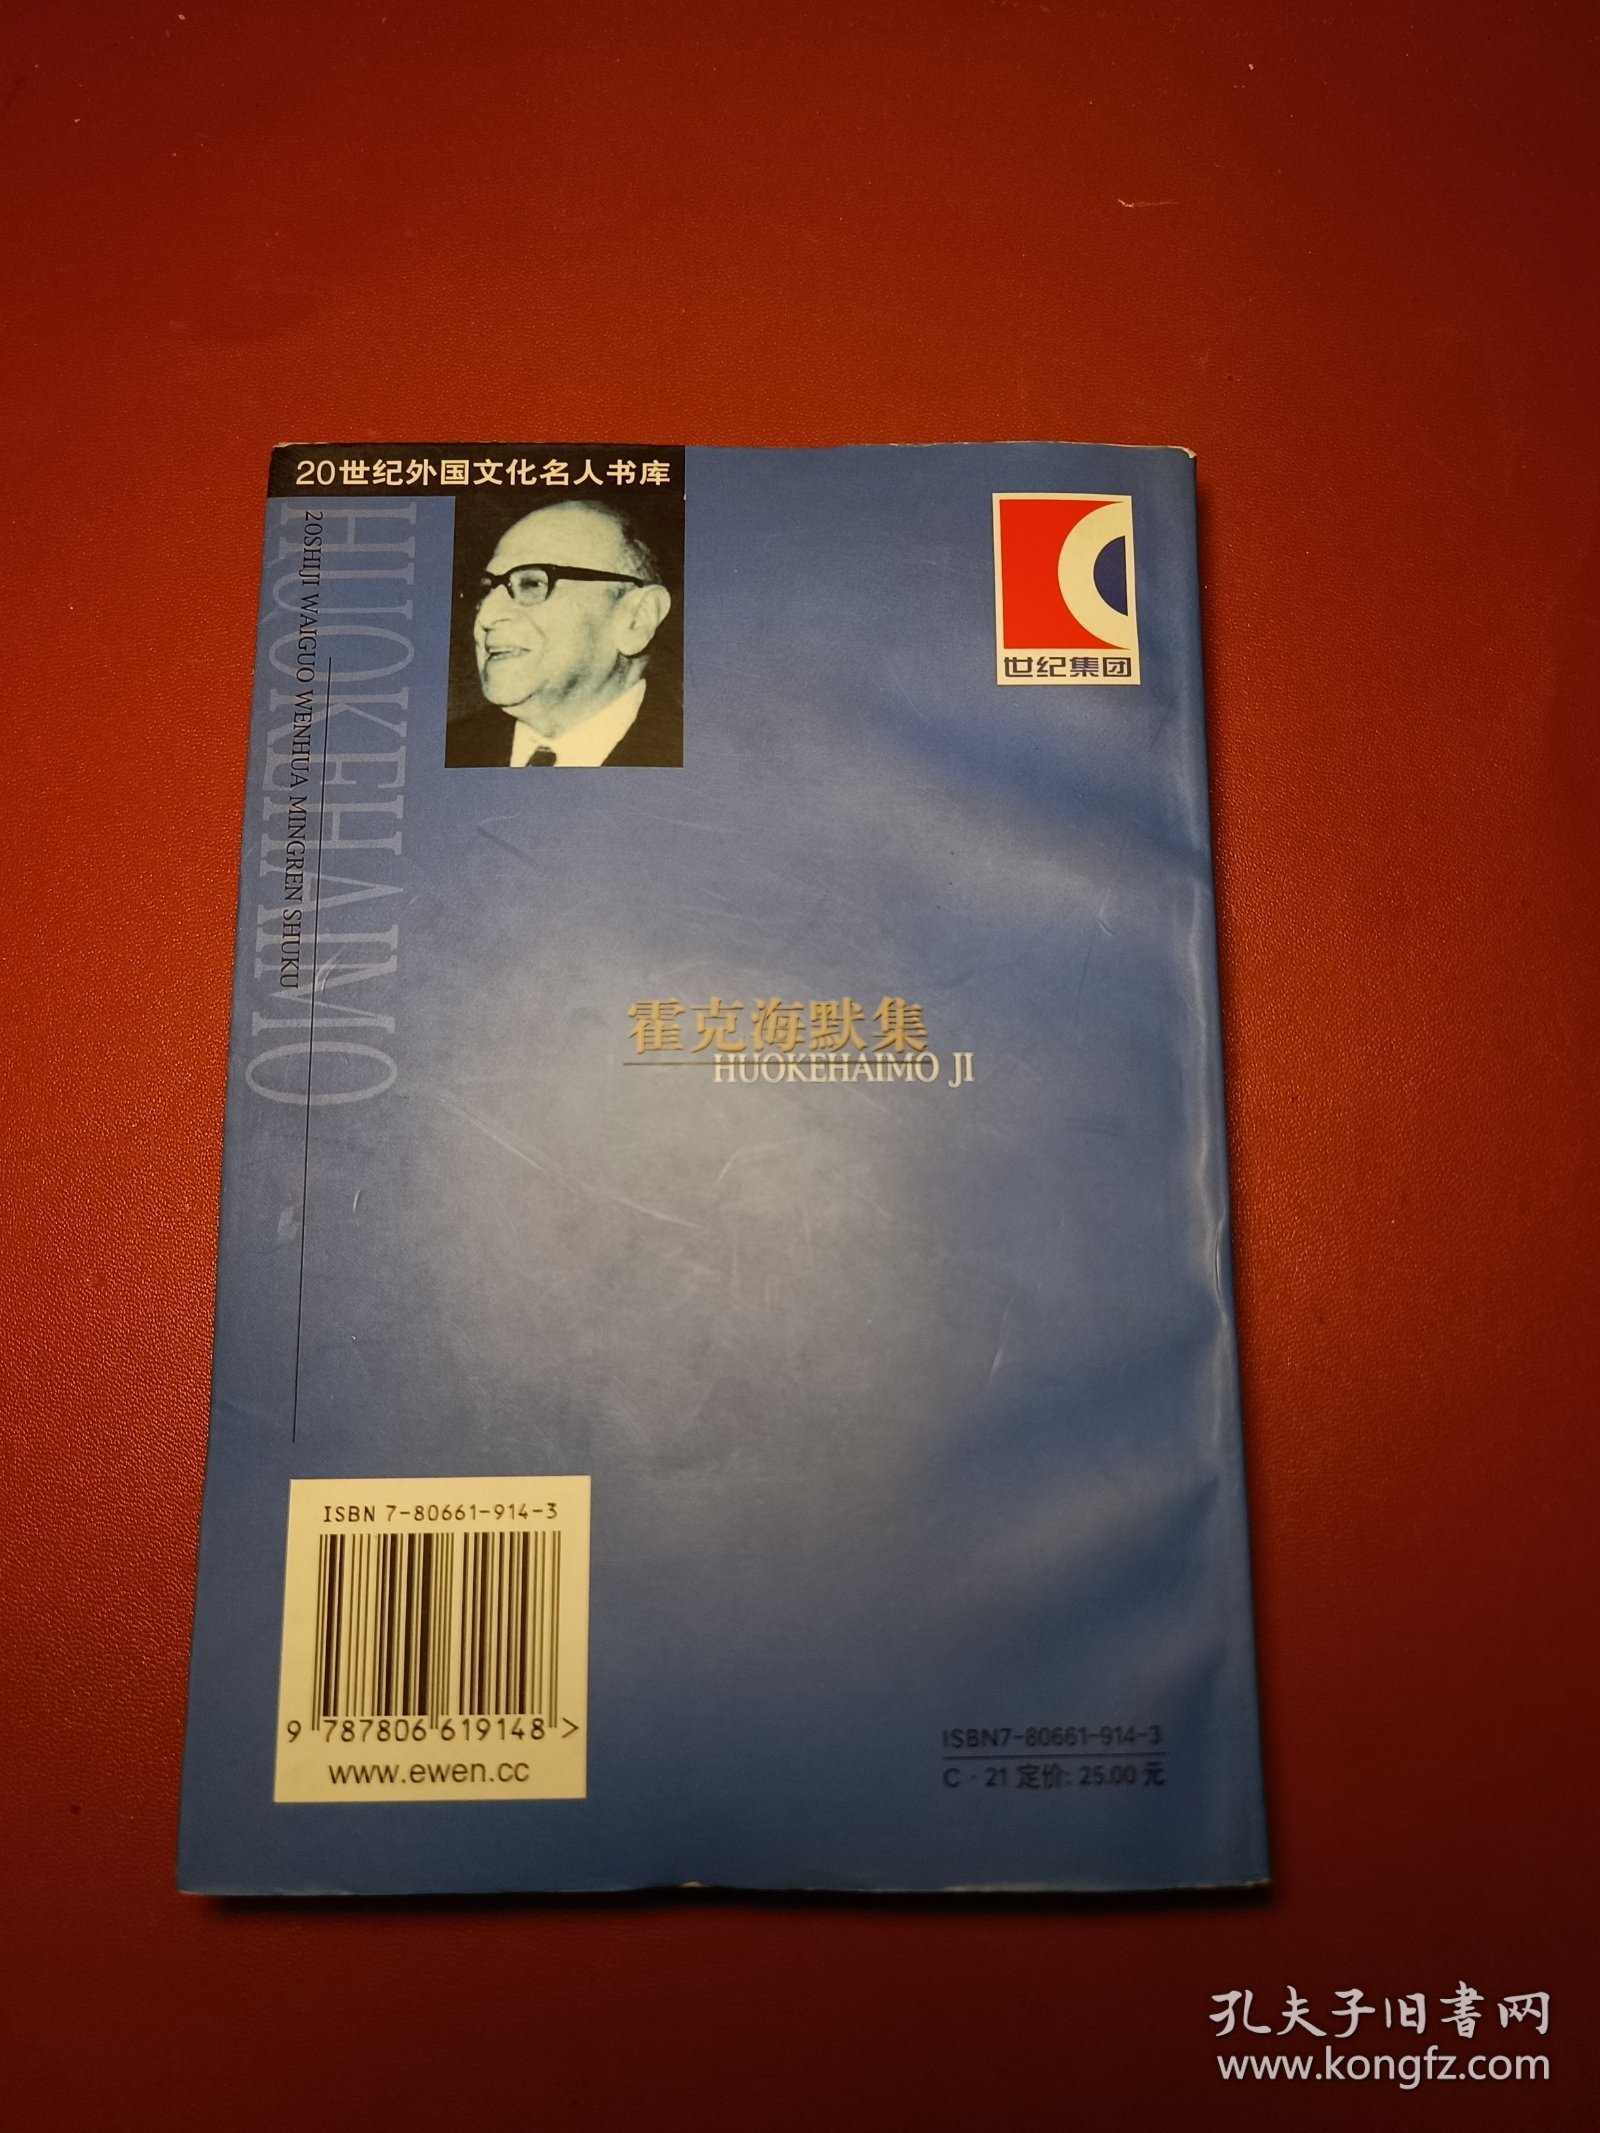 20世纪外国文化名人书库
HUOKEHAIMO
20SHIJI WAIGUO WENHUA MINGREN SHUKU
世纪集团
霍克海默集
HUOKEHAIMO JI
ISBN 7-80661-914-3
9 787806 619148 >
www.ewen.cc
ISBN7-80661-914-3
C·21 定价: 25.00 元
孔夫子旧书网
www.kongfz.com